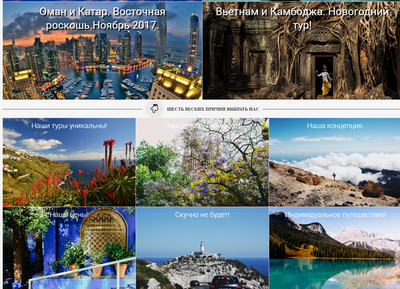 Оман и Катар. Восточная
роскошь.Ноябрь 2017.
Вьетнам и Камбоджа. Новогодний
тур!
ШЕСТЬ ВЕСКИХ ПРИЧИН ВЫБРАТЬ НАС
Наши туры уникальны!
Наша концепция.
Наши цены
Скучно не будет!
Индивидуальное путешествие!